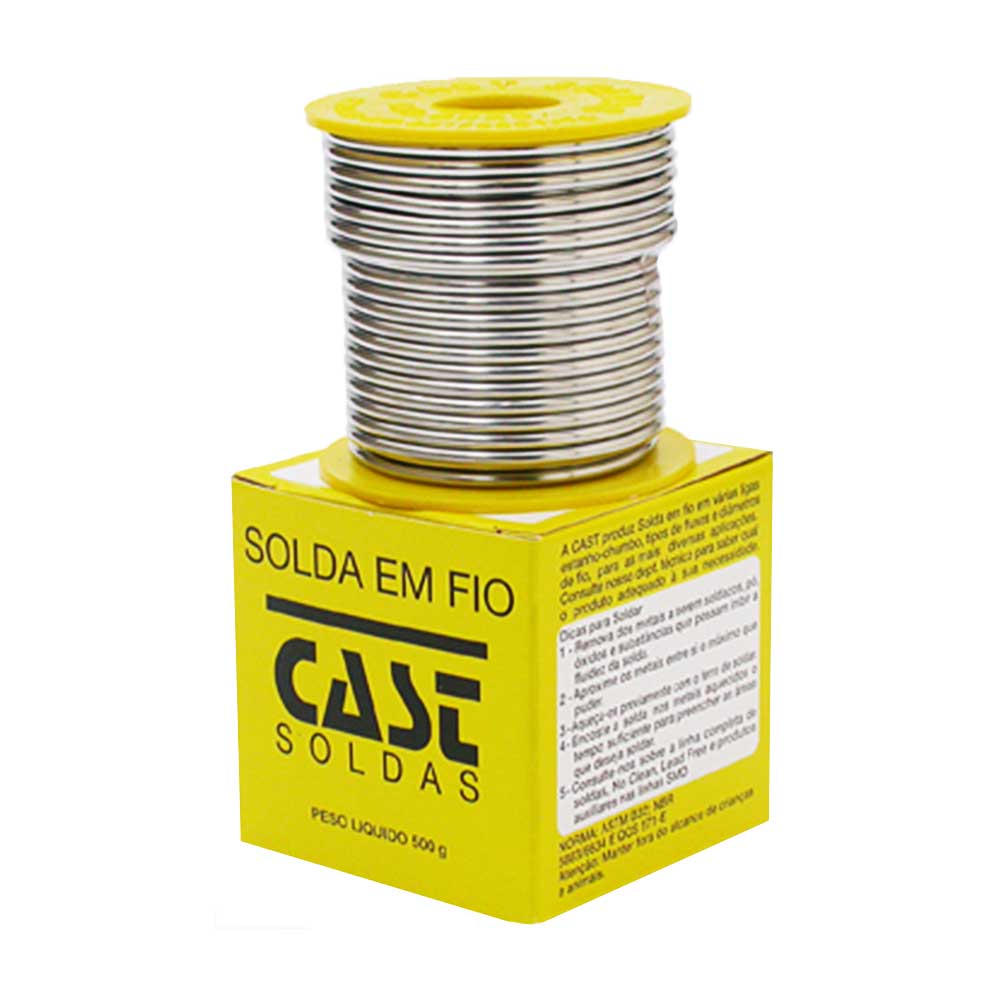 SOLDA EM FIO
CAST
SOLDAS
PESO LIQUIDO 500 g
A CAST produz Solda em fio em várias ligas
estanho-chumbo, tipos de fluxos e diâmetros
de fio, para as mais diversas aplicações.
Consulte nosso dept. técnico para saber qual
o produto adequado à sua necessidade.
Dicas para Soldar
1 - Remova dos metais a serem soldados, pó,
óxidos e substâncias que possam inibir a
fluidez da solda.
2 - Aproxime os metais entre si o máximo que
puder.
3 - Aqueça-os previamente com o ferro de soldar.
4 - Encoste a solda nos metais aquecidos o
tempo suficiente para preencher as áreas
que deseja soldar.
5 - Consulte-nos sobre a linha completa de
soldas, No Clean, Lead Free e produtos
auxiliares nas linhas SMD
NORMA: ASTM B32; NBR
E QQS 571-E
Atenção: Manter fora do alcance de crianças
e animais.